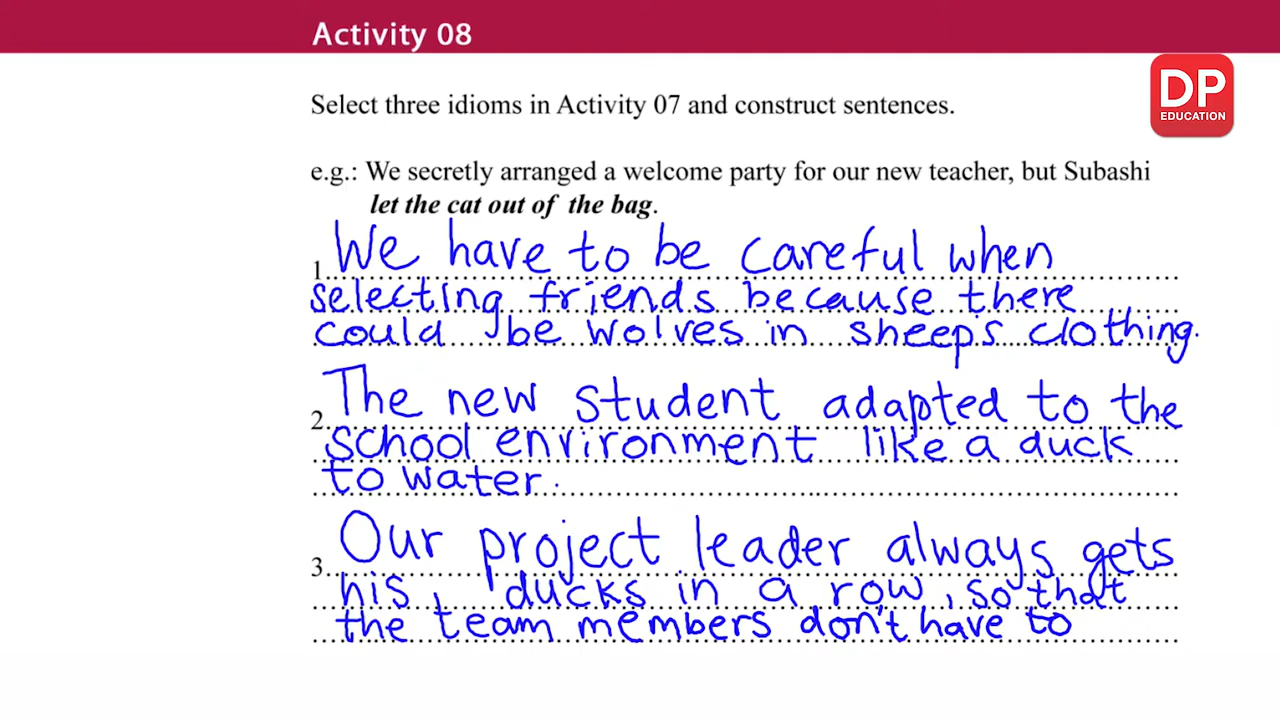 Activity 08
DP
EDUCATION
Select three idioms in Activity 07 and construct sentences.
e.g.: We secretly arranged a welcome party for our new teacher, but Subashi
let the cat out of the bag.
1. We have to be careful when
selecting friends because there
could be wolves in sheep's clothing.
2. The new student adapted to the
school environment like a duck
to water.
3. Our project leader always gets
his ducks in a row, so that
the team members don't have to